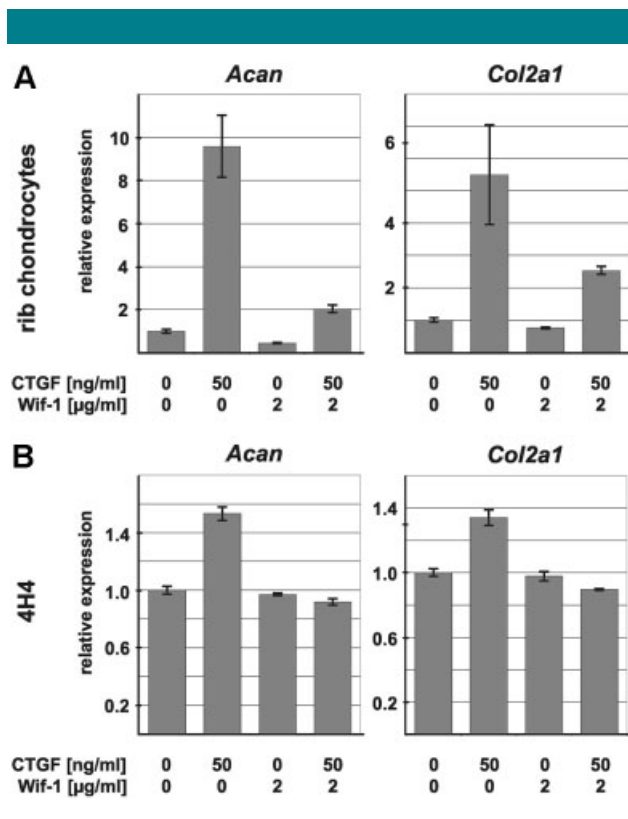 A
Acan
Col2a1
rib chondrocytes
relative expression
10
8
6
4
2
6
4
2
CTGF [ng/ml] 0 50 0 50 0 50 0 50
Wif-1 [µg/ml] 0 0 2 2 0 0 2 2
B
Acan
Col2a1
4H4
relative expression
1.4
1.0
0.6
0.2
1.4
1.0
0.6
0.2
CTGF [ng/ml] 0 50 0 50 0 50 0 50
Wif-1 [µg/ml] 0 0 2 2 0 0 2 2